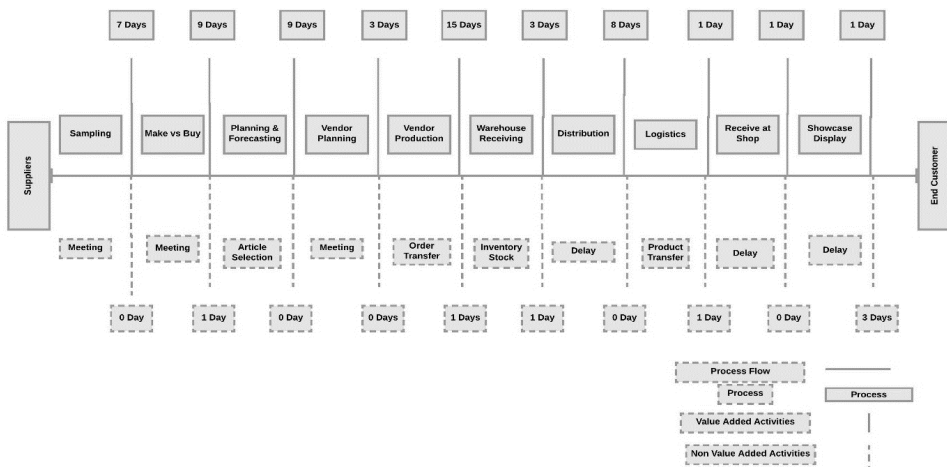 7 Days
9 Days
9 Days
3 Days
15 Days
3 Days
8 Days
1 Day
1 Day
1 Day
Suppliers
Sampling
Make vs Buy
Planning &
Forecasting
Vendor
Planning
Vendor
Production
Warehouse
Receiving
Distribution
Logistics
Receive at
Shop
Showcase
Display
End Customer
Meeting
Meeting
Article
Selection
Meeting
Order
Transfer
Inventory
Stock
Delay
Product
Transfer
Delay
Delay
0 Day
1 Day
0 Day
0 Days
1 Days
1 Day
0 Day
1 Day
0 Day
3 Days
Process Flow
Process
Process
Value Added Activities
Non Value Added Activities